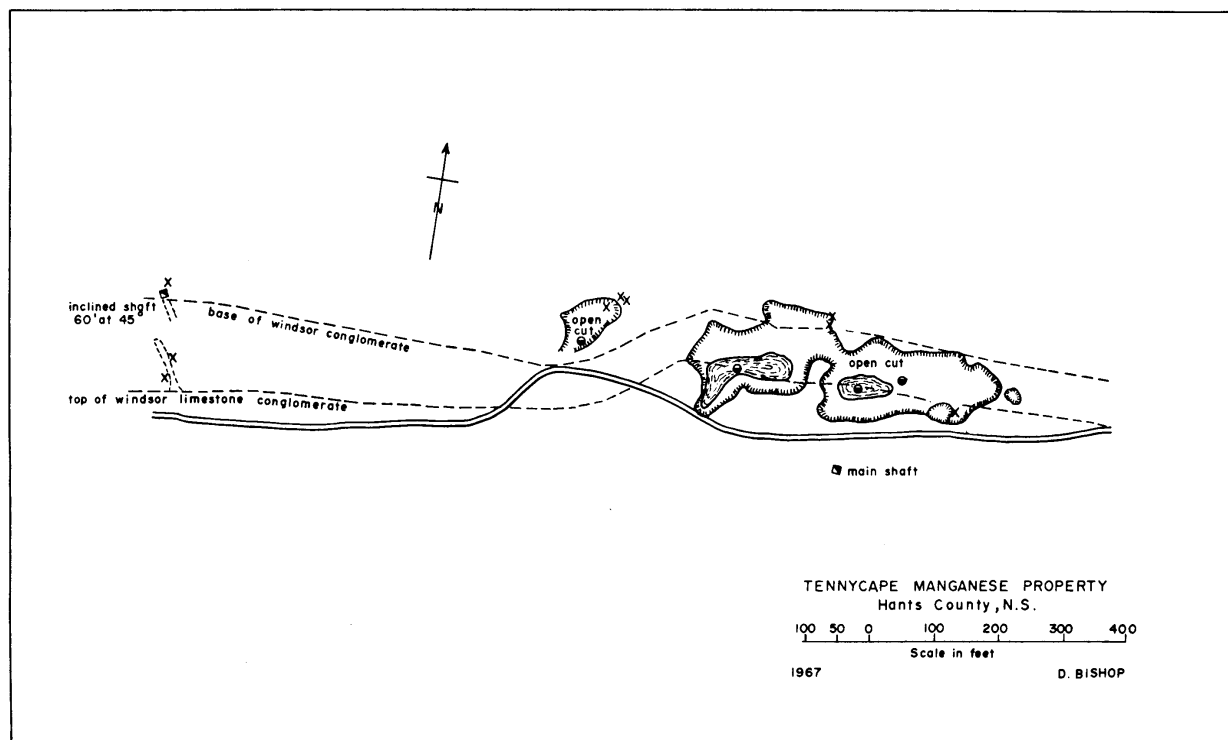 N
X
inclined shaft
60' at 45°
base of windsor conglomerate
X
X
top of windsor limestone conglomerate
X
X
X
open
cut
X
open cut
X
main shaft
TENNYCAPE MANGANESE PROPERTY
Hants County, N.S.
100 50 0 100 200 300 400
Scale in feet
1967 D. BISHOP